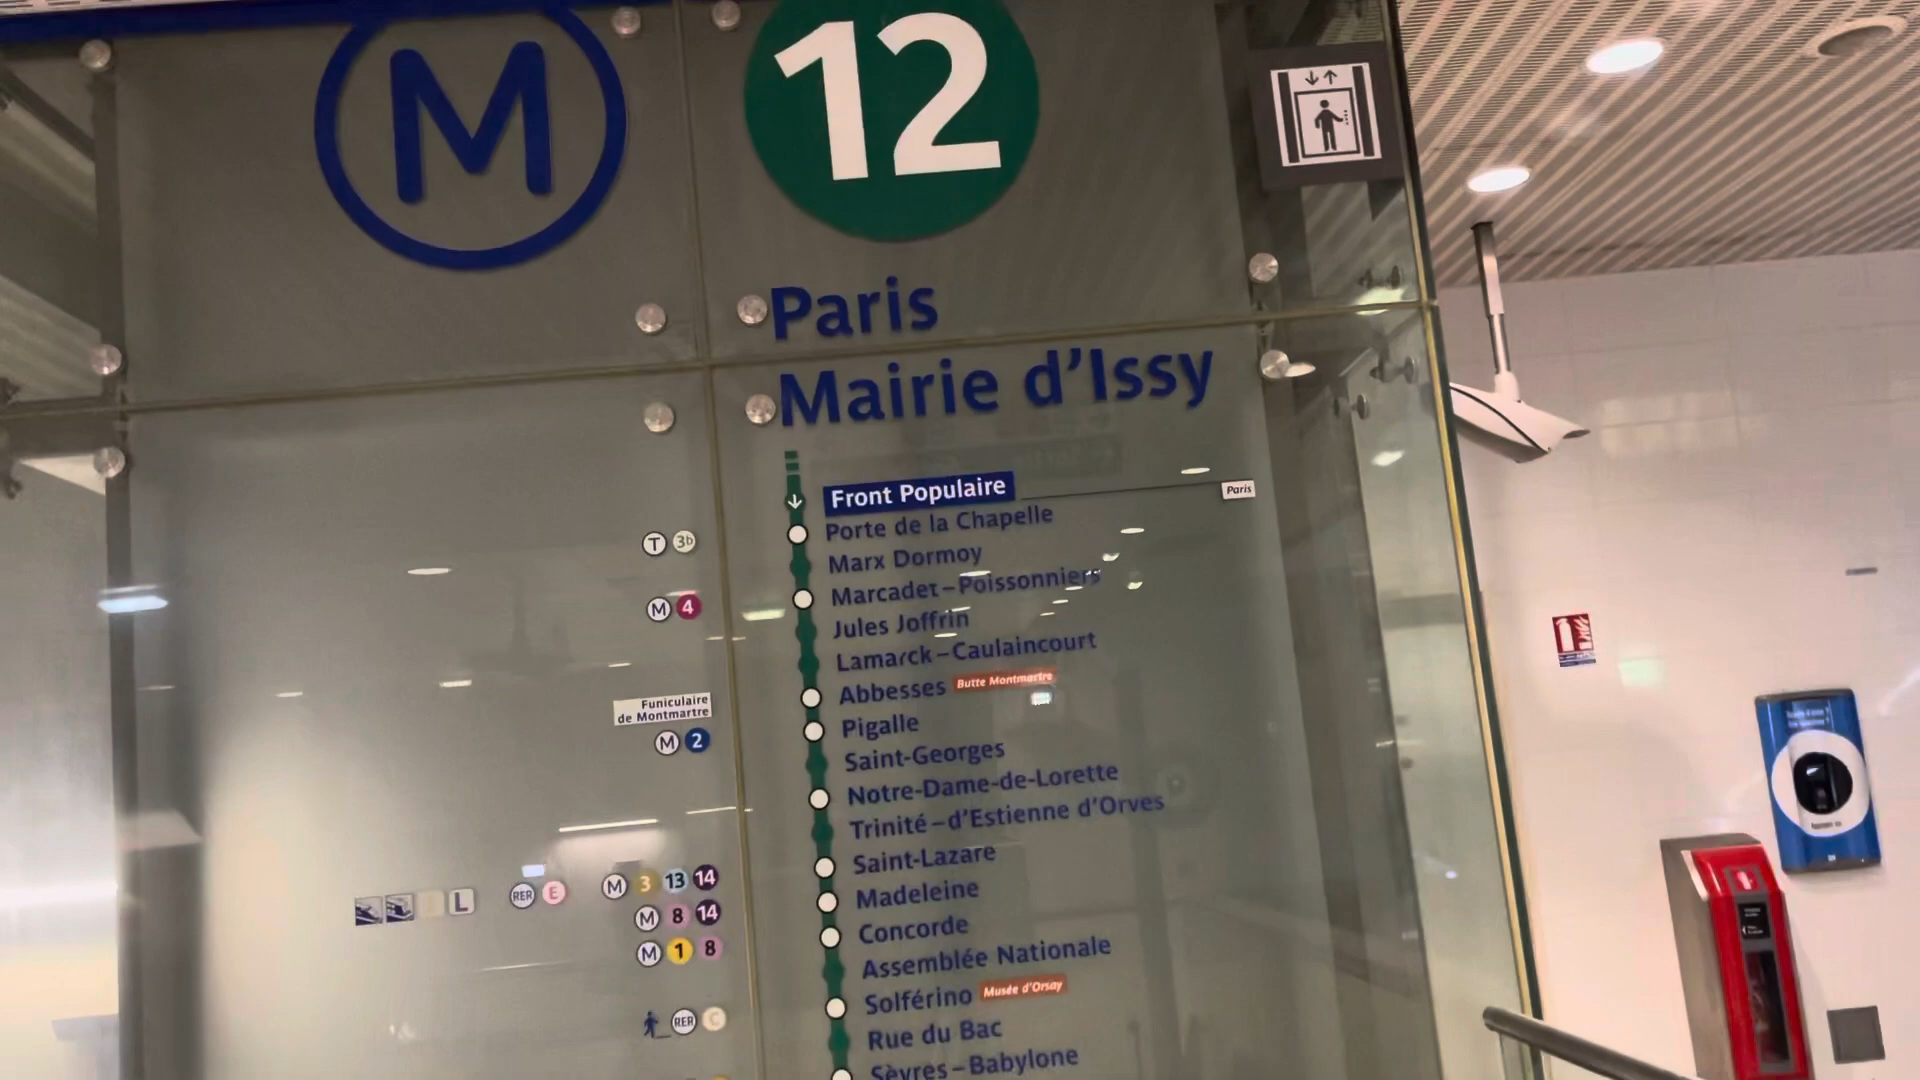 M 12
Paris
Mairie d'Issy
Front Populaire
Paris
Porte de la Chapelle
T 3b
Marx Dormoy
Marcadet–Poissonniers
M 4
Jules Joffrin
Lamarck–Caulaincourt
Abbesses Butte Montmartre
Funiculaire
de Montmartre
Pigalle
M 2
Saint-Georges
Notre-Dame-de-Lorette
Trinité–d'Estienne d'Orves
Saint-Lazare
L RER E M 3 13 14
Madeleine
M 8 14
Concorde
M 1 8
Assemblée Nationale
Solférino Musée d'Orsay
RER C
Rue du Bac
Sèvres–Babylone